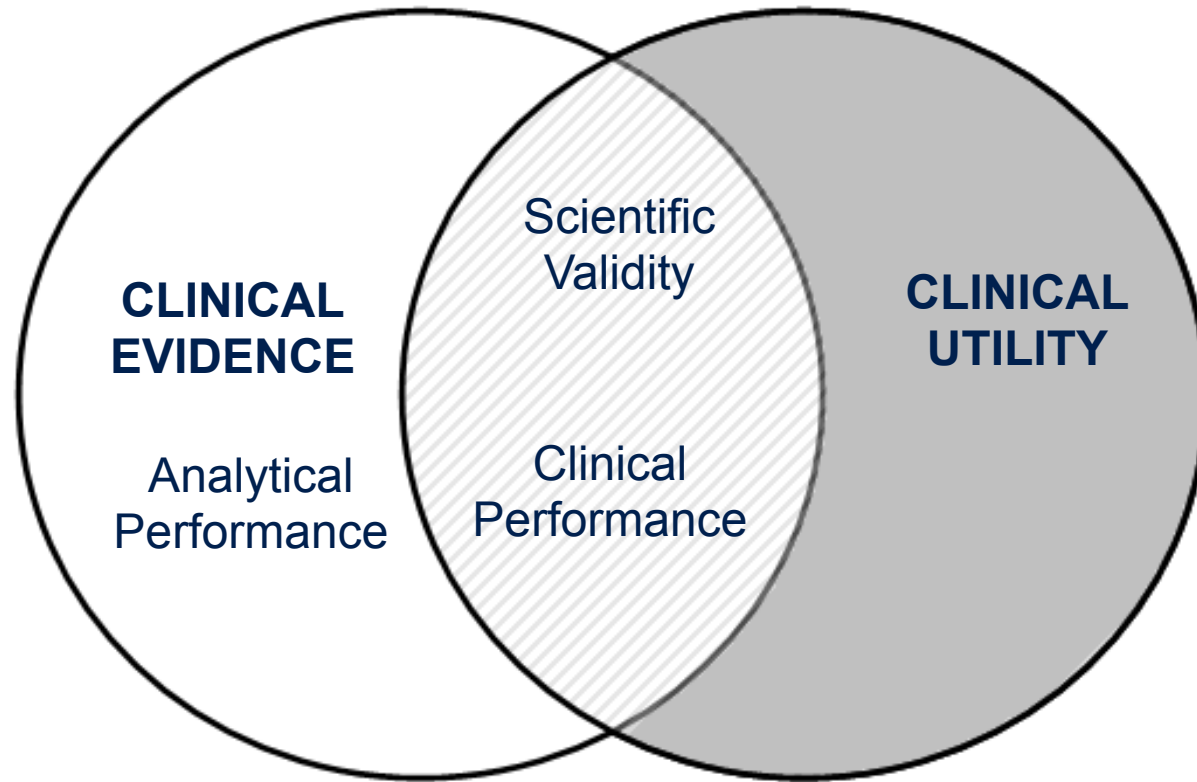 CLINICAL
EVIDENCE
Analytical
Performance
Scientific
Validity
Clinical
Performance
CLINICAL
UTILITY